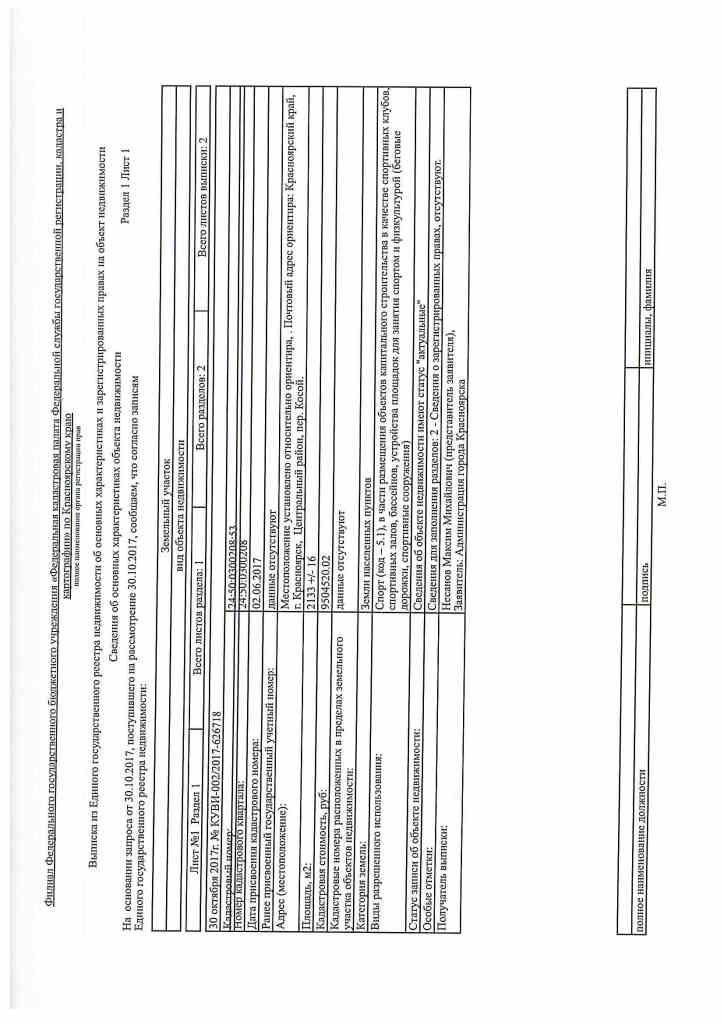 Филиал Федерального государственного бюджетного учреждения «Федеральная кадастровая палата Федеральной службы государственной регистрации, кадастра и
картографии» по Красноярскому краю
полное наименование органа регистрации прав
Выписка из Единого государственного реестра недвижимости об основных характеристиках и зарегистрированных правах на объект недвижимости
Сведения об основных характеристиках объекта недвижимости
Раздел 1 Лист 1
На основании запроса от 30.10.2017, поступившего на рассмотрение 30.10.2017, сообщаем, что согласно записям
Единого государственного реестра недвижимости:
Земельный участок
вид объекта недвижимости
Лист №1 Раздел 1 Всего листов раздела: 1 Всего разделов: 2 Всего листов выписки: 2
30 октября 2017г. № КУВИ-002/2017-626718
Кадастровый номер: 24:50:0300208:53
Номер кадастрового квартала: 24:50:0300208
Дата присвоения кадастрового номера: 02.06.2017
Ранее присвоенный государственный учетный номер: данные отсутствуют
Адрес (местоположение): Местоположение установлено относительно ориентира, . Почтовый адрес ориентира: Красноярский край,
г. Красноярск, Центральный район, пер. Косой.
Площадь, м2: 2133 +/- 16
Кадастровая стоимость, руб: 9504520.02
Кадастровые номера расположенных в пределах земельного
участка объектов недвижимости: данные отсутствуют
Категория земель: Земли населенных пунктов
Виды разрешенного использования: Спорт (код – 5.1), в части размещения объектов капитального строительства в качестве спортивных клубов,
спортивных залов, бассейнов, устройства площадок для занятия спортом и физкультурой (беговые
дорожки, спортивные сооружения)
Статус записи об объекте недвижимости: Сведения об объекте недвижимости имеют статус "актуальные"
Особые отметки: Сведения для заполнения разделов: 2 - Сведения о зарегистрированных правах, отсутствуют.
Получатель выписки: Несанов Максим Михайлович (представитель заявителя),
Заявитель: Администрация города Красноярска
полное наименование должности подпись инициалы, фамилия
М.П.